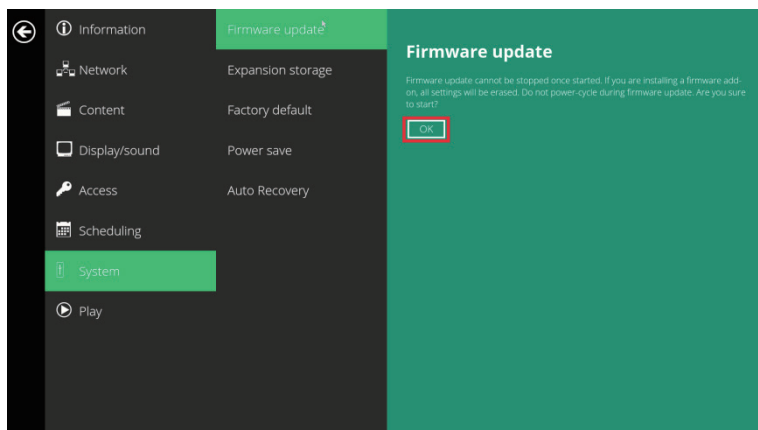 Information
Network
Content
Display/sound
Access
Scheduling
System
Play
Firmware update
Expansion storage
Factory default
Power save
Auto Recovery
Firmware update
Firmware update cannot be stopped once started. If you are installing a firmware add-
on, all settings will be erased. Do not power-cycle during firmware update. Are you sure
to start?
OK